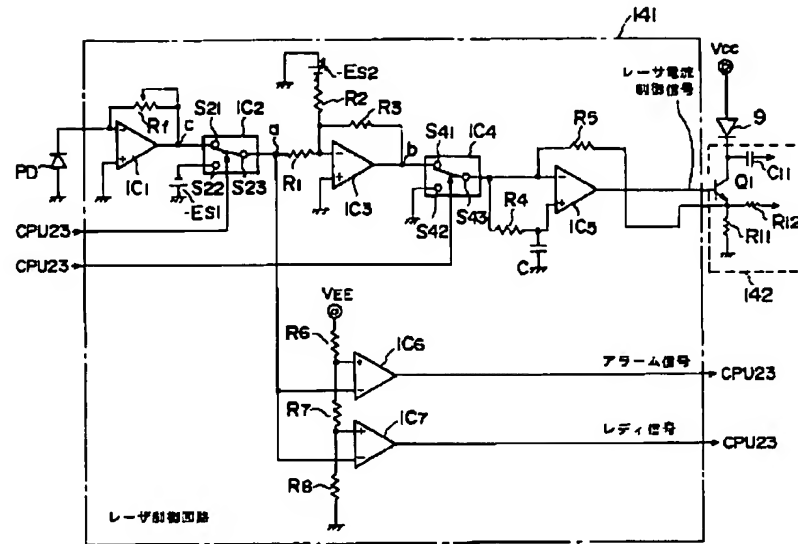 141
Vcc
レーザ電流
制御信号
9
-ES2
R2
R3
S21
IC2
a
Rf
c
S41
IC4
b
R5
PD
IC1
S22
S23
R1
IC3
S42
S43
R4
IC5
Q1
C11
-ES1
C
R11
R12
CPU23
CPU23
142
VEE
R6
IC6
アラーム信号
CPU23
R7
IC7
レディ信号
CPU23
R8
レーザ制御回路